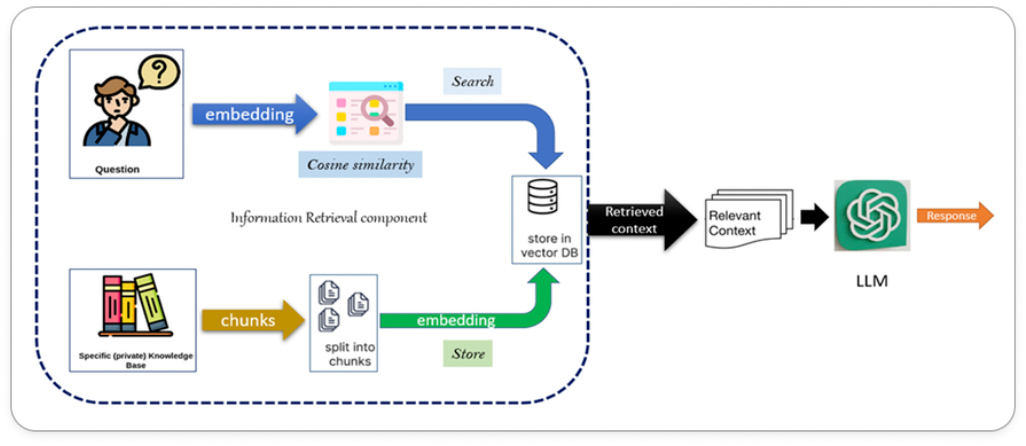 ?
Question
embedding
Cosine similarity
Search
Information Retrieval component
Specific (private) Knowledge
Base
chunks
split into
chunks
embedding
Store
store in
vector DB
Retrieved
context
Relevant
Context
LLM
Response